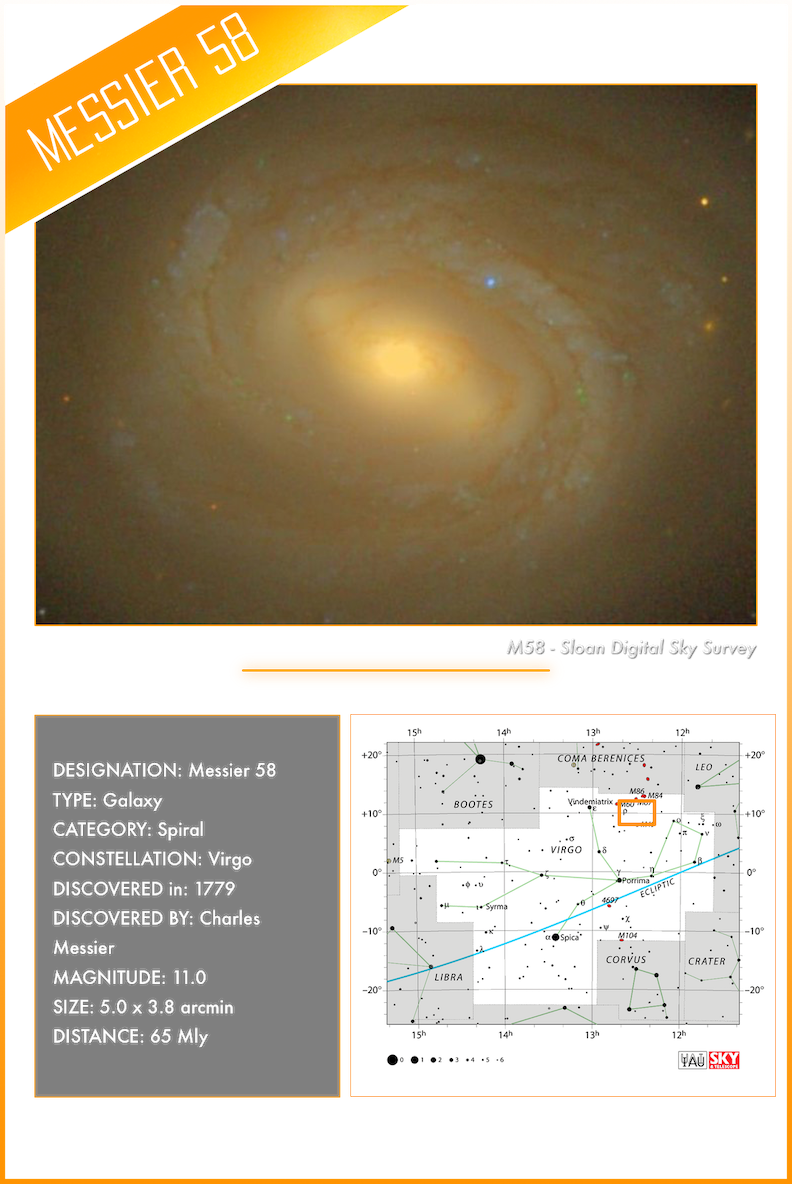 MESSIER 58
M58 - Sloan Digital Sky Survey
DESIGNATION: Messier 58
TYPE: Galaxy
CATEGORY: Spiral
CONSTELLATION: Virgo
DISCOVERED in: 1779
DISCOVERED BY: Charles
Messier
MAGNITUDE: 11.0
SIZE: 5.0 x 3.8 arcmin
DISTANCE: 65 Mly
15h 14h 13h 12h
+20° +20°
COMA BERENICES
LEO
M86 M84
BOOTES
Vindemiatrix
ε
M60
ρ
+10° +10°
ο ξ
π ν ω
σ
VIRGO
δ
M5
τ
β
0° 0°
ζ
γ η
Porrima
ECLIPTIC
φ υ
μ
ι Syrma
θ
4697
χ
ψ
κ
-10° -10°
α Spica
M104
λ
LIBRA
CORVUS
CRATER
-20° -20°
15h 14h 13h 12h
0 1 2 3 4 5 6
IAU
SKY
& TELESCOPE